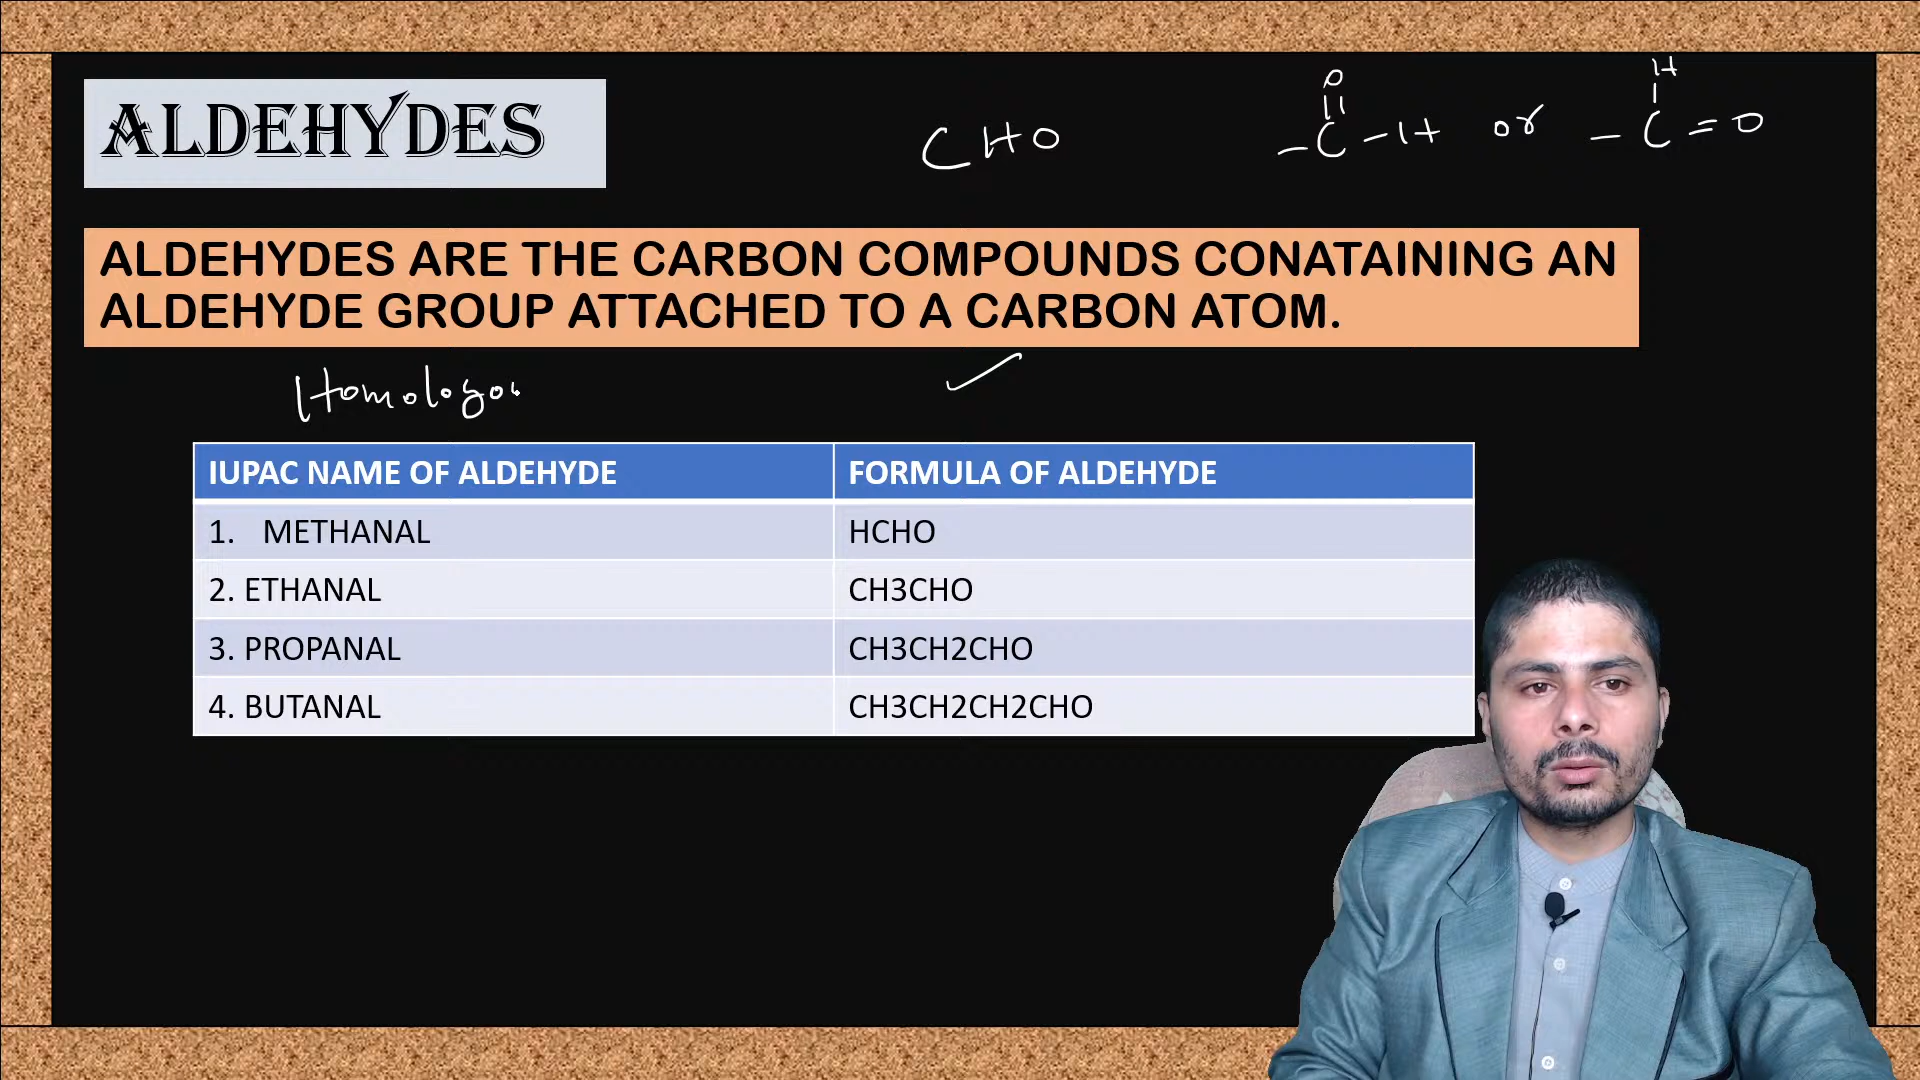 ALDEHYDES
CHO
O
||
–C–H or –C=O
H
|
ALDEHYDES ARE THE CARBON COMPOUNDS CONATAINING AN
ALDEHYDE GROUP ATTACHED TO A CARBON ATOM.
Homologou
IUPAC NAME OF ALDEHYDE FORMULA OF ALDEHYDE
1. METHANAL HCHO
2. ETHANAL CH3CHO
3. PROPANAL CH3CH2CHO
4. BUTANAL CH3CH2CH2CHO